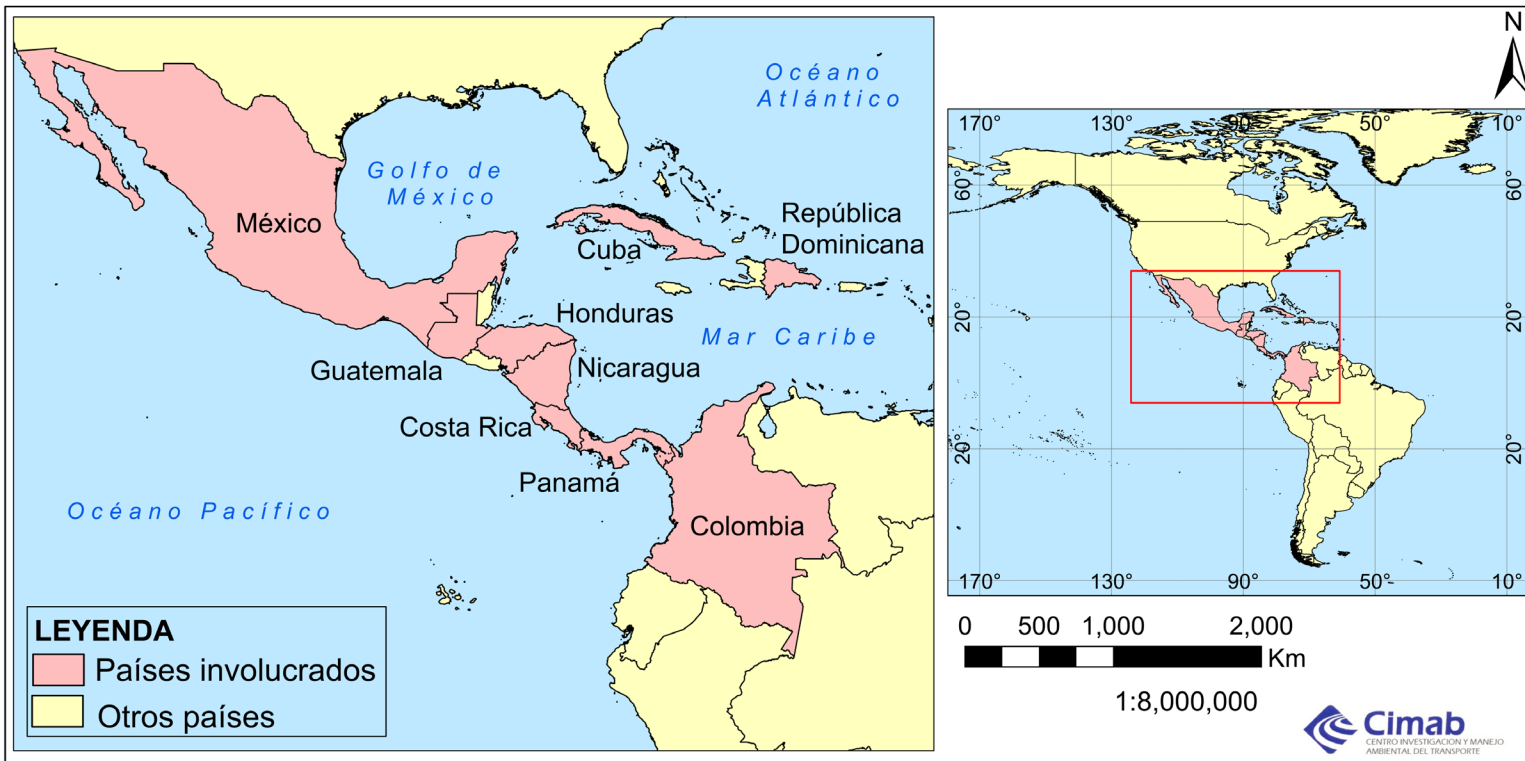 Océano
Atlántico
Golfo de
México
México
Cuba
República
Dominicana
Honduras
Mar Caribe
Guatemala
Nicaragua
Costa Rica
Panamá
Océano Pacífico
Colombia
LEYENDA
Países involucrados
Otros países
N
170° 130° 90° 50° 10°
60° 60°
20° 20°
20° 20°
170° 130° 90° 50° 10°
0 500 1,000 2,000
Km
1:8,000,000
Cimab
CENTRO INVESTIGACION Y MANEJO
AMBIENTAL DEL TRANSPORTE